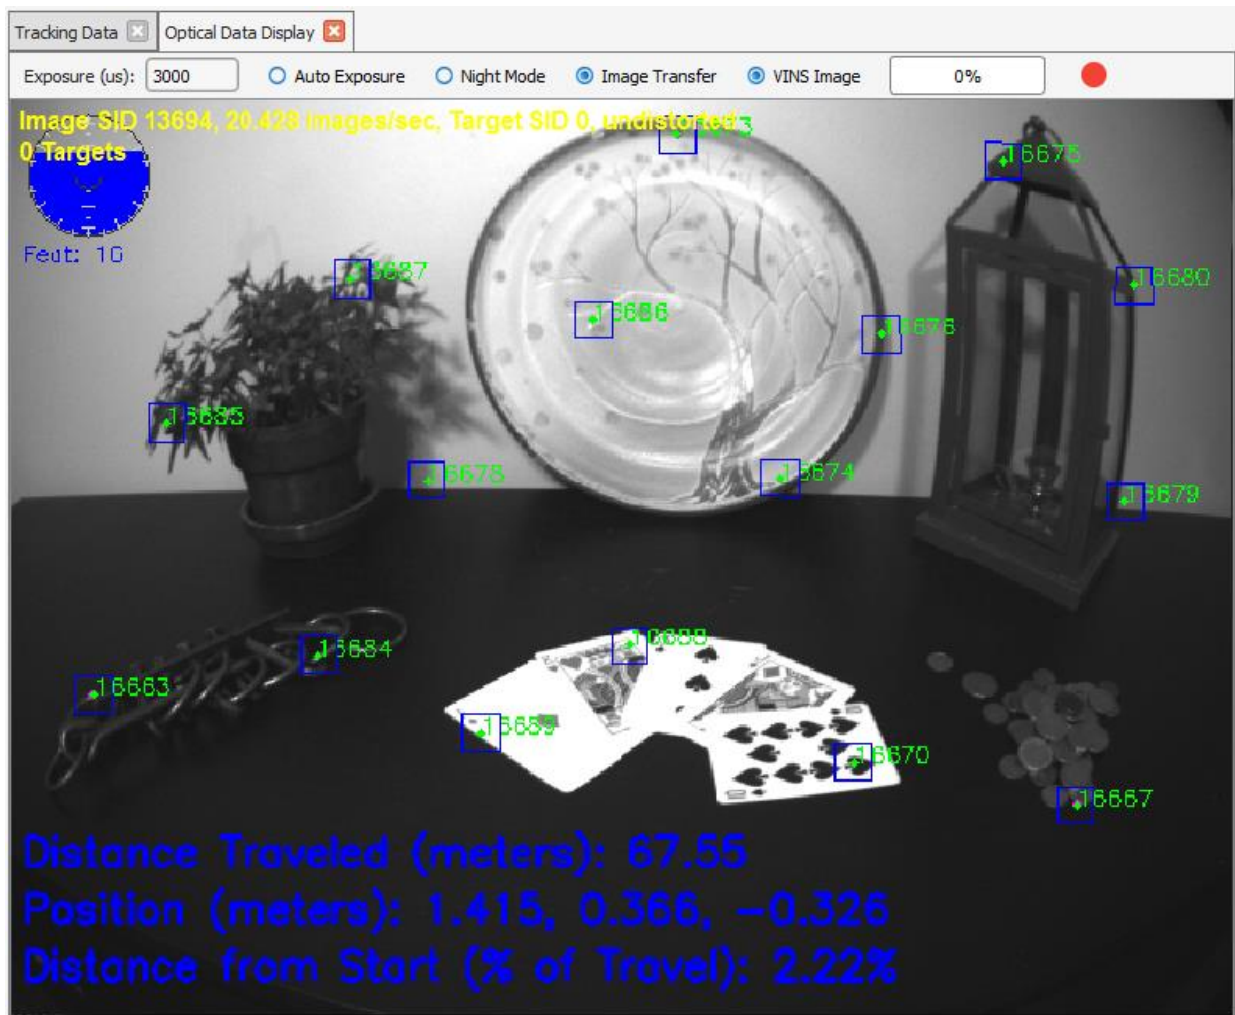 Tracking Data Optical Data Display
Exposure (us): 3000 Auto Exposure Night Mode Image Transfer VINS Image 0%
Image SID 13694, 20.428 images/sec, Target SID 0, undistorted
0 Targets
16675
Feat: 16
16687
16680
16686
16676
16685
16678
16674
16679
16684
16663
16688
16689
16670
16667
Distance Traveled (meters): 67.55
Position (meters): 1.415, 0.366, -0.326
Distance from Start (% of Travel): 2.22%